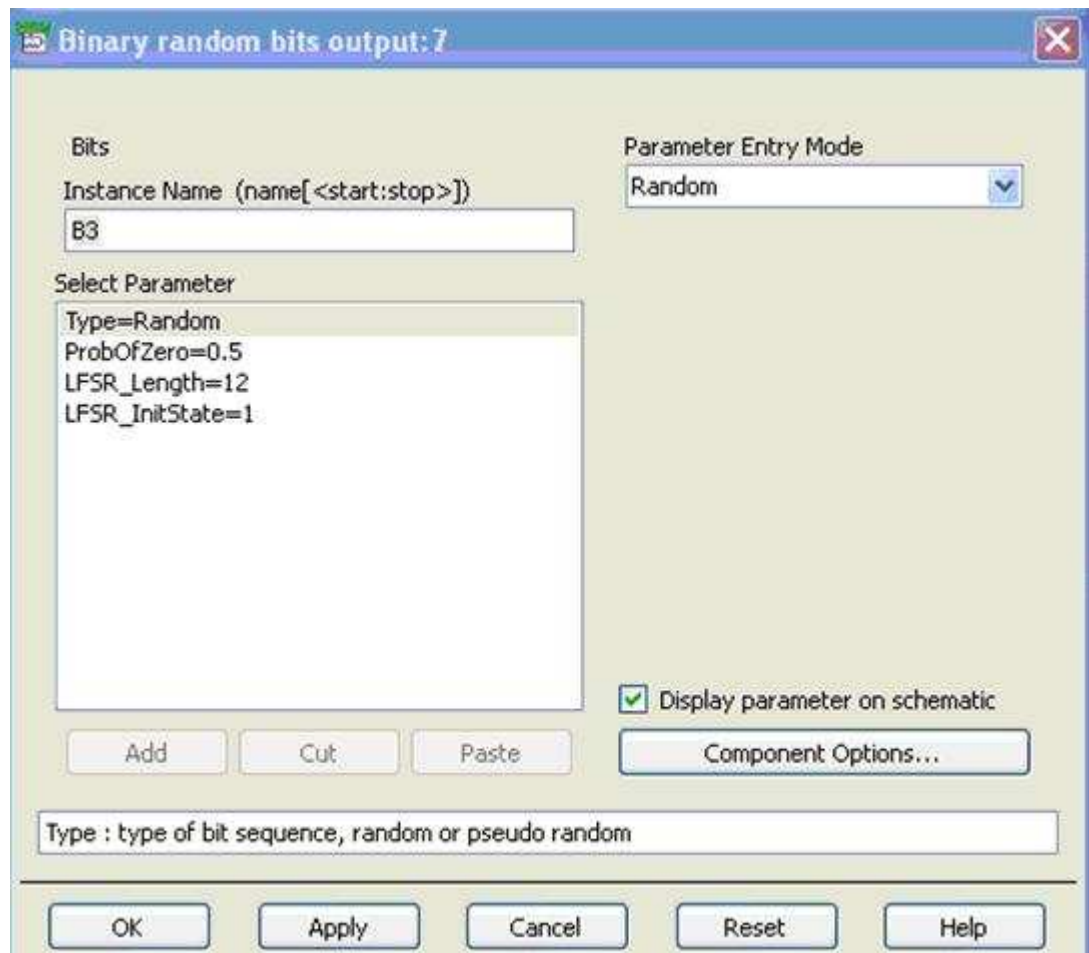 Binary random bits output:7
Bits
Instance Name (name[<start:stop>])
B3
Parameter Entry Mode
Random
Select Parameter
Type=Random
ProbOfZero=0.5
LFSR_Length=12
LFSR_InitState=1
Display parameter on schematic
Add
Cut
Paste
Component Options...
Type : type of bit sequence, random or pseudo random
OK
Apply
Cancel
Reset
Help